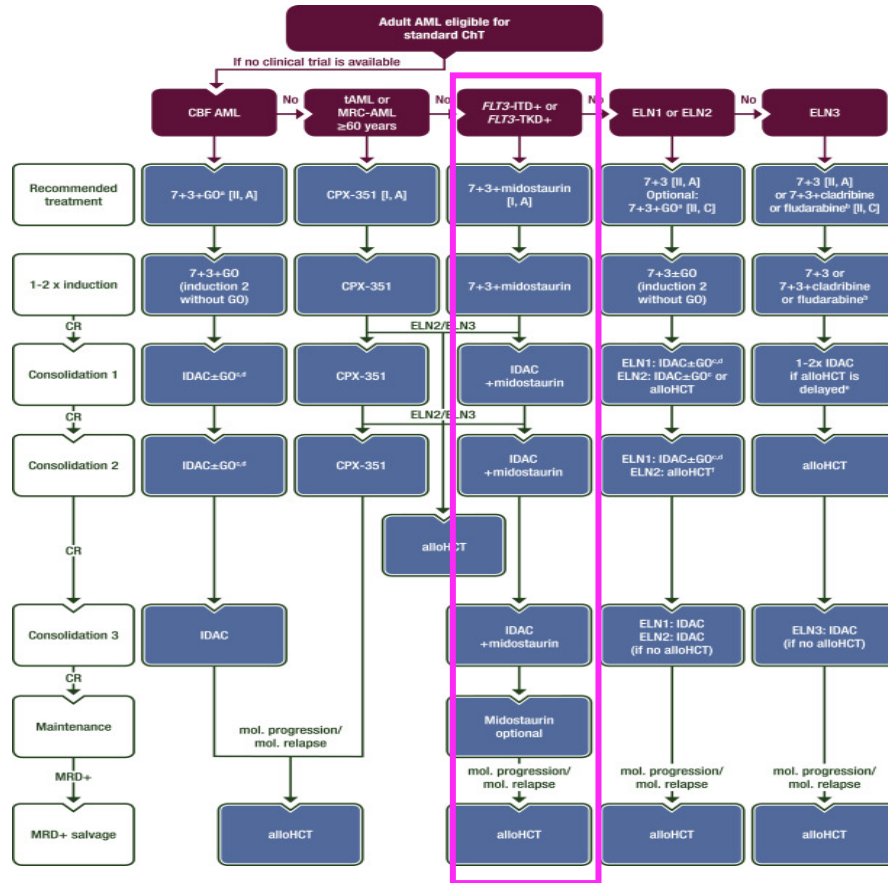 Adult AML eligible for
standard ChT
If no clinical trial is available
CBF AML
No
tAML or
MRC-AML
≥60 years
No
FLT3-ITD+ or
FLT3-TKD+
No
ELN1 or ELN2
No
ELN3
Recommended
treatment
7+3+GOᵃ [II, A]
CPX-351 [I, A]
7+3+midostaurin
[I, A]
7+3 [II, A]
Optional:
7+3+GOᵃ [II, C]
7+3 [II, A]
or 7+3+cladribine
or fludarabineᵇ [II, C]
1-2 x induction
7+3+GO
(induction 2
without GO)
CPX-351
7+3+midostaurin
7+3±GO
(induction 2
without GO)
7+3 or
7+3+cladribine
or fludarabineᵇ
CR
ELN2/ELN3
Consolidation 1
IDAC±GOᶜ,ᵈ
CPX-351
IDAC
+midostaurin
ELN1: IDAC±GOᶜ,ᵈ
ELN2: IDAC±GOᶜ or
alloHCT
1-2x IDAC
if alloHCT is
delayedᵉ
CR
ELN2/ELN3
Consolidation 2
IDAC±GOᶜ,ᵈ
CPX-351
IDAC
+midostaurin
ELN1: IDAC±GOᶜ,ᵈ
ELN2: alloHCTᶠ
alloHCT
CR
alloHCT
Consolidation 3
IDAC
IDAC
+midostaurin
ELN1: IDAC
ELN2: IDAC
(if no alloHCT)
ELN3: IDAC
(if no alloHCT)
CR
Maintenance
mol. progression/
mol. relapse
Midostaurin
optional
MRD+
mol. progression/
mol. relapse
mol. progression/
mol. relapse
mol. progression/
mol. relapse
MRD+ salvage
alloHCT
alloHCT
alloHCT
alloHCT